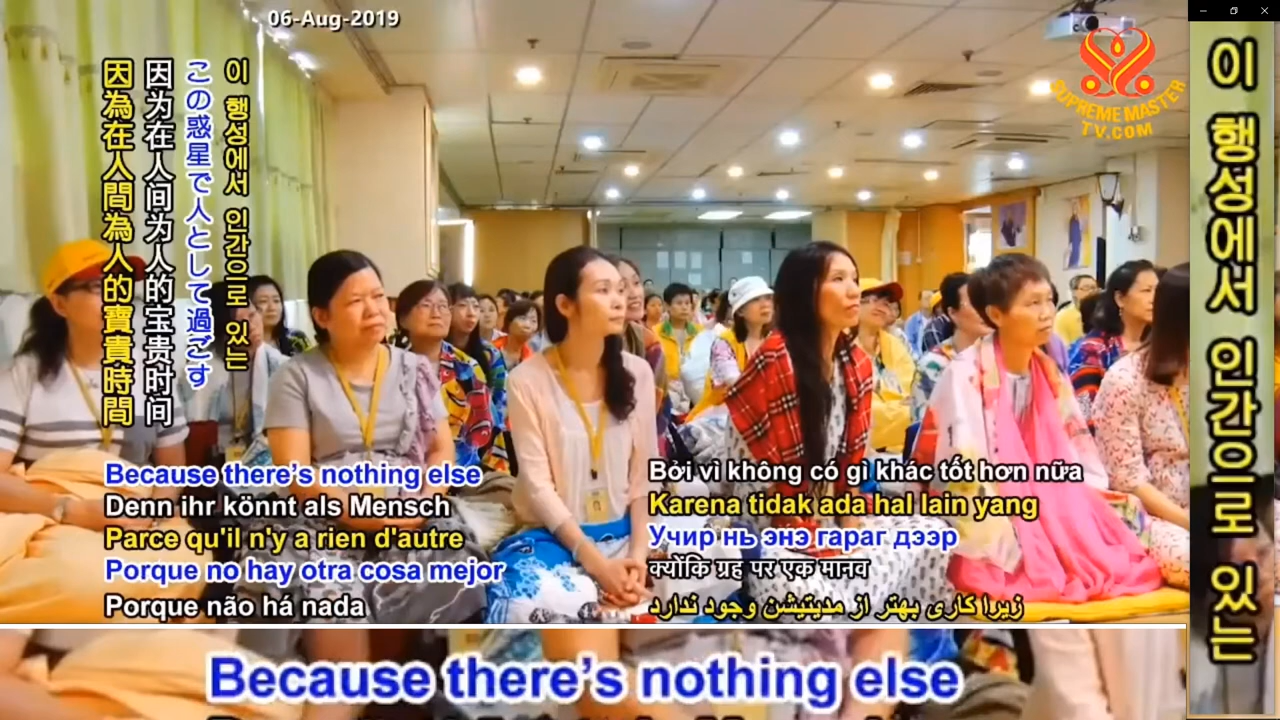 06-Aug-2019
SUPREME MASTER
TV.COM
이 행성에서 인간으로 있는
この惑星で人として過ごす
因为在人间为人的宝贵时间
因為在人間為人的寶貴時間
Because there's nothing else
Denn ihr könnt als Mensch
Parce qu'il n'y a rien d'autre
Porque no hay otra cosa mejor
Porque não há nada
Bởi vì không có gì khác tốt hơn nữa
Karena tidak ada hal lain yang
Учир нь энэ гараг дээр
क्योंकि ग्रह पर एक मानव
زیرا کاری بهتر از مدیتیشن وجود ندارد
이 행성에서 인간으로 있는
Because there's nothing else